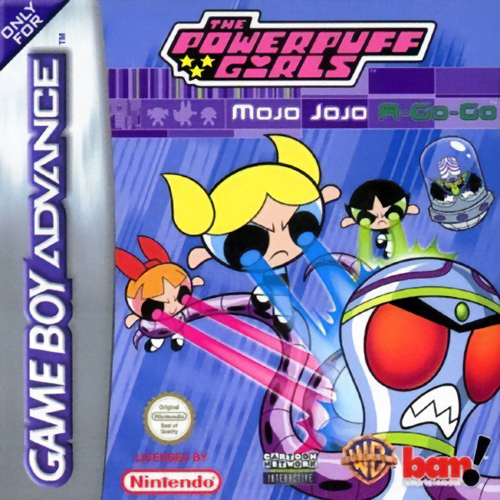 ONLY
FOR
GAME BOY ADVANCE
TM
THE
POWERPUFF
GIRLS
MOJO JOJO A-GO-GO
Original
Nintendo
Seal of
Quality
LICENSED BY
Nintendo
CARTOON
NETWORK
INTERACTIVE
WB
bam!